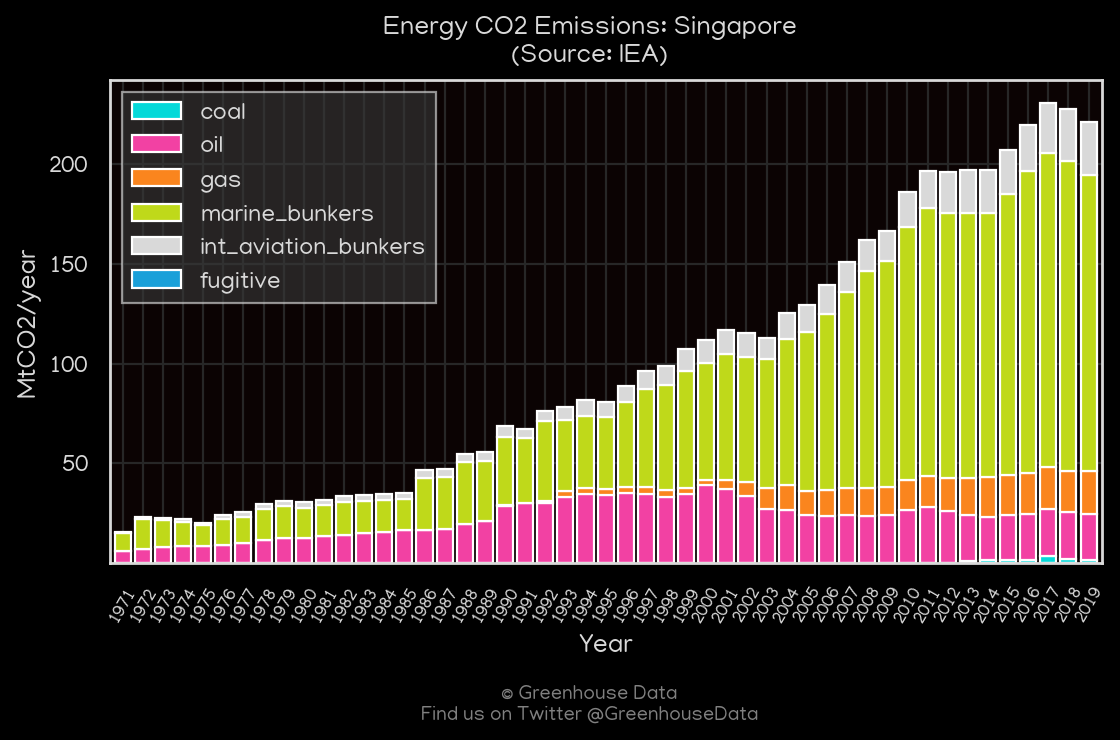 Energy CO2 Emissions: Singapore
(Source: IEA)
coal
oil
gas
marine_bunkers
int_aviation_bunkers
fugitive
MtCO2/year
200
150
100
50
1971 1972 1973 1974 1975 1976 1977 1978 1979 1980 1981 1982 1983 1984 1985 1986 1987 1988 1989 1990 1991 1992 1993 1994 1995 1996 1997 1998 1999 2000 2001 2002 2003 2004 2005 2006 2007 2008 2009 2010 2011 2012 2013 2014 2015 2016 2017 2018 2019
Year
© Greenhouse Data
Find us on Twitter @GreenhouseData